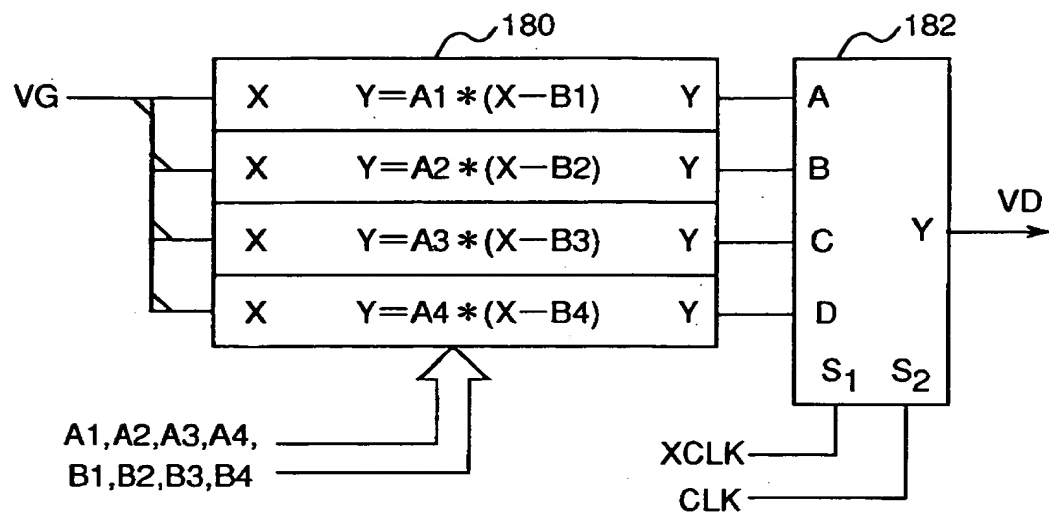 180
182
VG
X Y=A1*(X-B1) Y
X Y=A2*(X-B2) Y
X Y=A3*(X-B3) Y
X Y=A4*(X-B4) Y
A
B
C
D
Y
S1 S2
VD
A1,A2,A3,A4,
B1,B2,B3,B4
XCLK
CLK